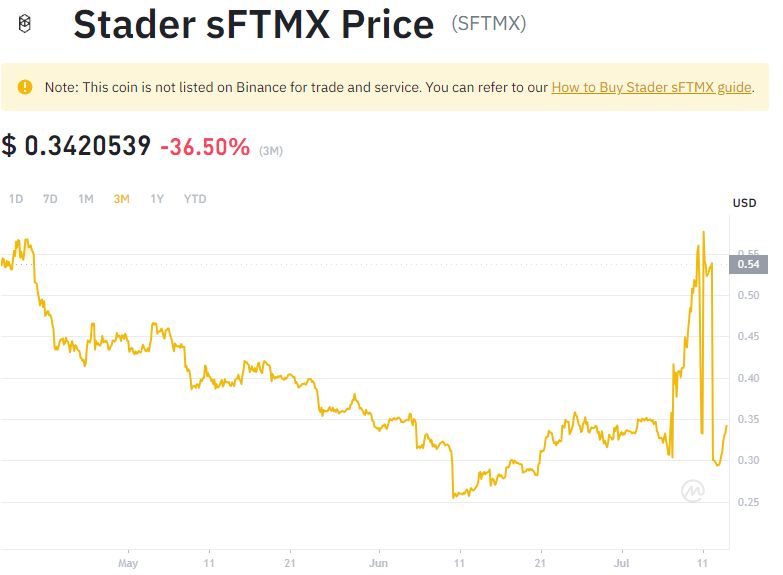 Stader sFTMX Price (SFTMX)
Note: This coin is not listed on Binance for trade and service. You can refer to our How to Buy Stader sFTMX guide.
$ 0.3420539 -36.50% (3M)
1D 7D 1M 3M 1Y YTD
USD
0.55
0.54
0.50
0.45
0.40
0.35
0.30
0.25
May 11 21 Jun 11 21 Jul 11